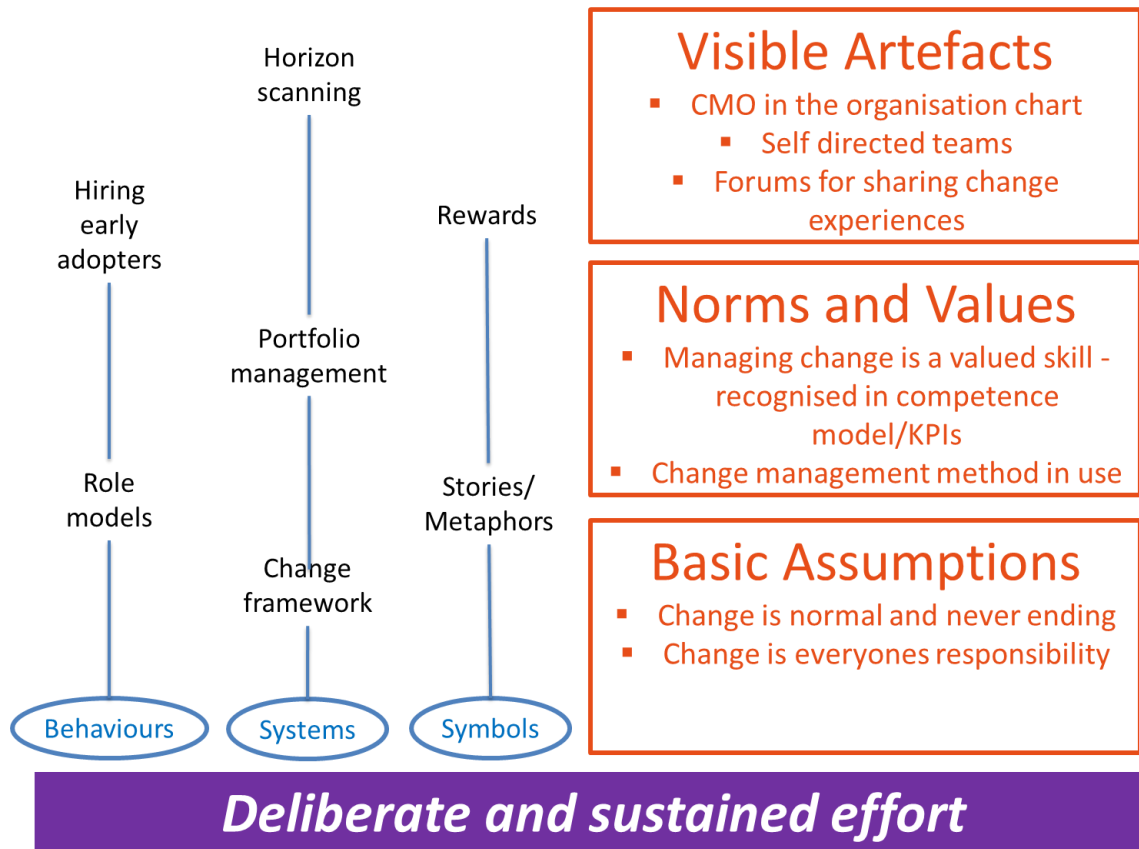 Horizon
scanning
Hiring
early
adopters
Rewards
Portfolio
management
Role
models
Stories/
Metaphors
Change
framework
Behaviours
Systems
Symbols
Visible Artefacts
▪ CMO in the organisation chart
▪ Self directed teams
▪ Forums for sharing change
experiences
Norms and Values
▪ Managing change is a valued skill -
recognised in competence
model/KPIs
▪ Change management method in use
Basic Assumptions
▪ Change is normal and never ending
▪ Change is everyones responsibility
Deliberate and sustained effort